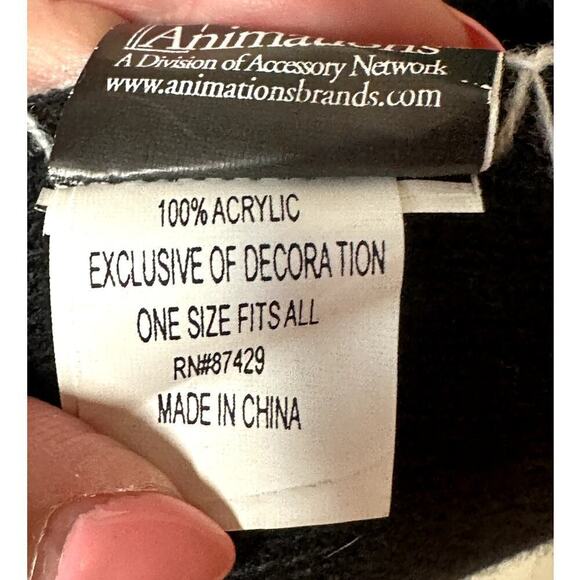 Animations
A Division of Accessory Network
www.animationsbrands.com
100% ACRYLIC
EXCLUSIVE OF DECORATION
ONE SIZE FITS ALL
RN#87429
MADE IN CHINA